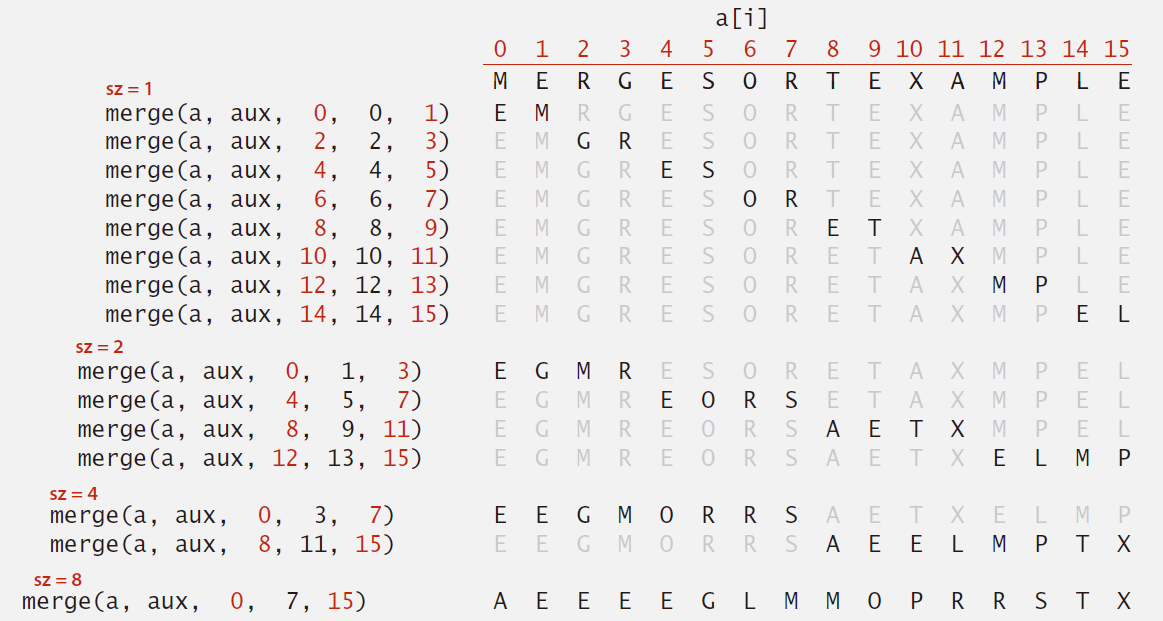 a[i]
0 1 2 3 4 5 6 7 8 9 10 11 12 13 14 15
M E R G E S O R T E X A M P L E
sz = 1
merge(a, aux, 0, 0, 1) E M R G E S O R T E X A M P L E
merge(a, aux, 2, 2, 3) E M G R E S O R T E X A M P L E
merge(a, aux, 4, 4, 5) E M G R E S O R T E X A M P L E
merge(a, aux, 6, 6, 7) E M G R E S O R T E X A M P L E
merge(a, aux, 8, 8, 9) E M G R E S O R E T X A M P L E
merge(a, aux, 10, 10, 11) E M G R E S O R E T A X M P L E
merge(a, aux, 12, 12, 13) E M G R E S O R E T A X M P L E
merge(a, aux, 14, 14, 15) E M G R E S O R E T A X M P E L
sz = 2
merge(a, aux, 0, 1, 3) E G M R E S O R E T A X M P E L
merge(a, aux, 4, 5, 7) E G M R E O R S E T A X M P E L
merge(a, aux, 8, 9, 11) E G M R E O R S A E T X M P E L
merge(a, aux, 12, 13, 15) E G M R E O R S A E T X E L M P
sz = 4
merge(a, aux, 0, 3, 7) E E G M O R R S A E T X E L M P
merge(a, aux, 8, 11, 15) E E G M O R R S A E E L M P T X
sz = 8
merge(a, aux, 0, 7, 15) A E E E E G L M M O P R R S T X